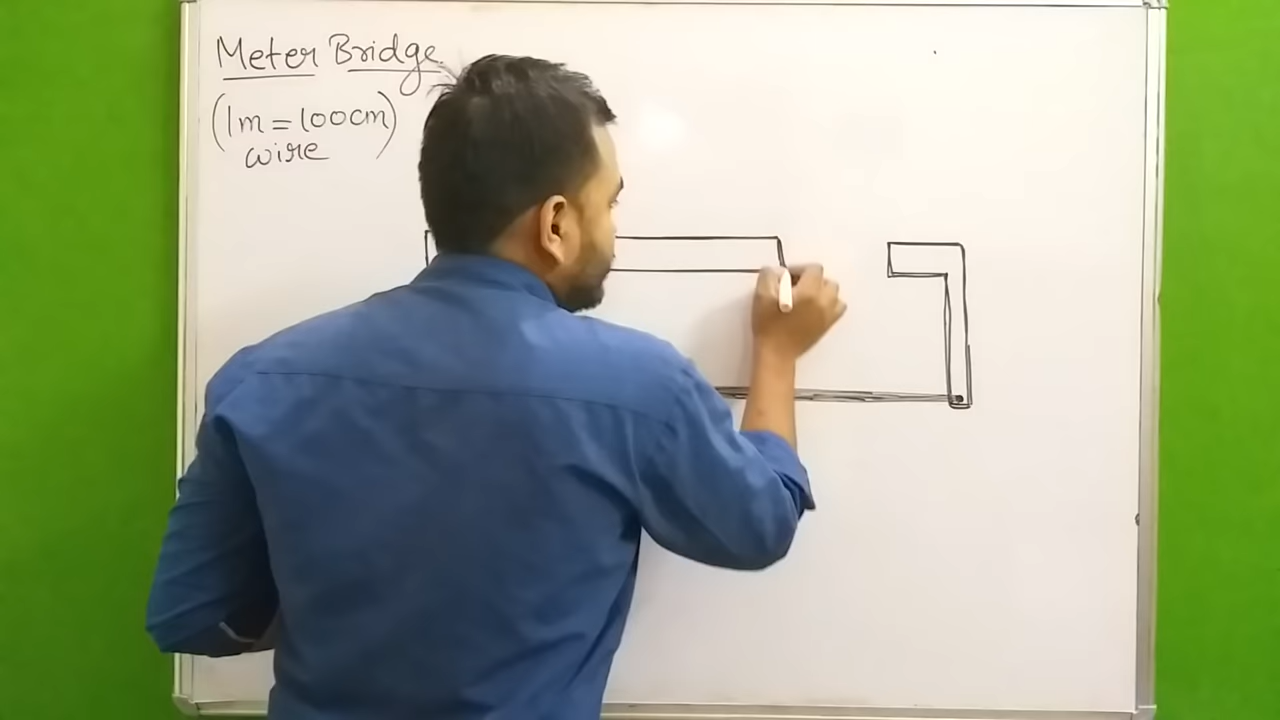 Meter Bridge
(1m = 100cm)
wire